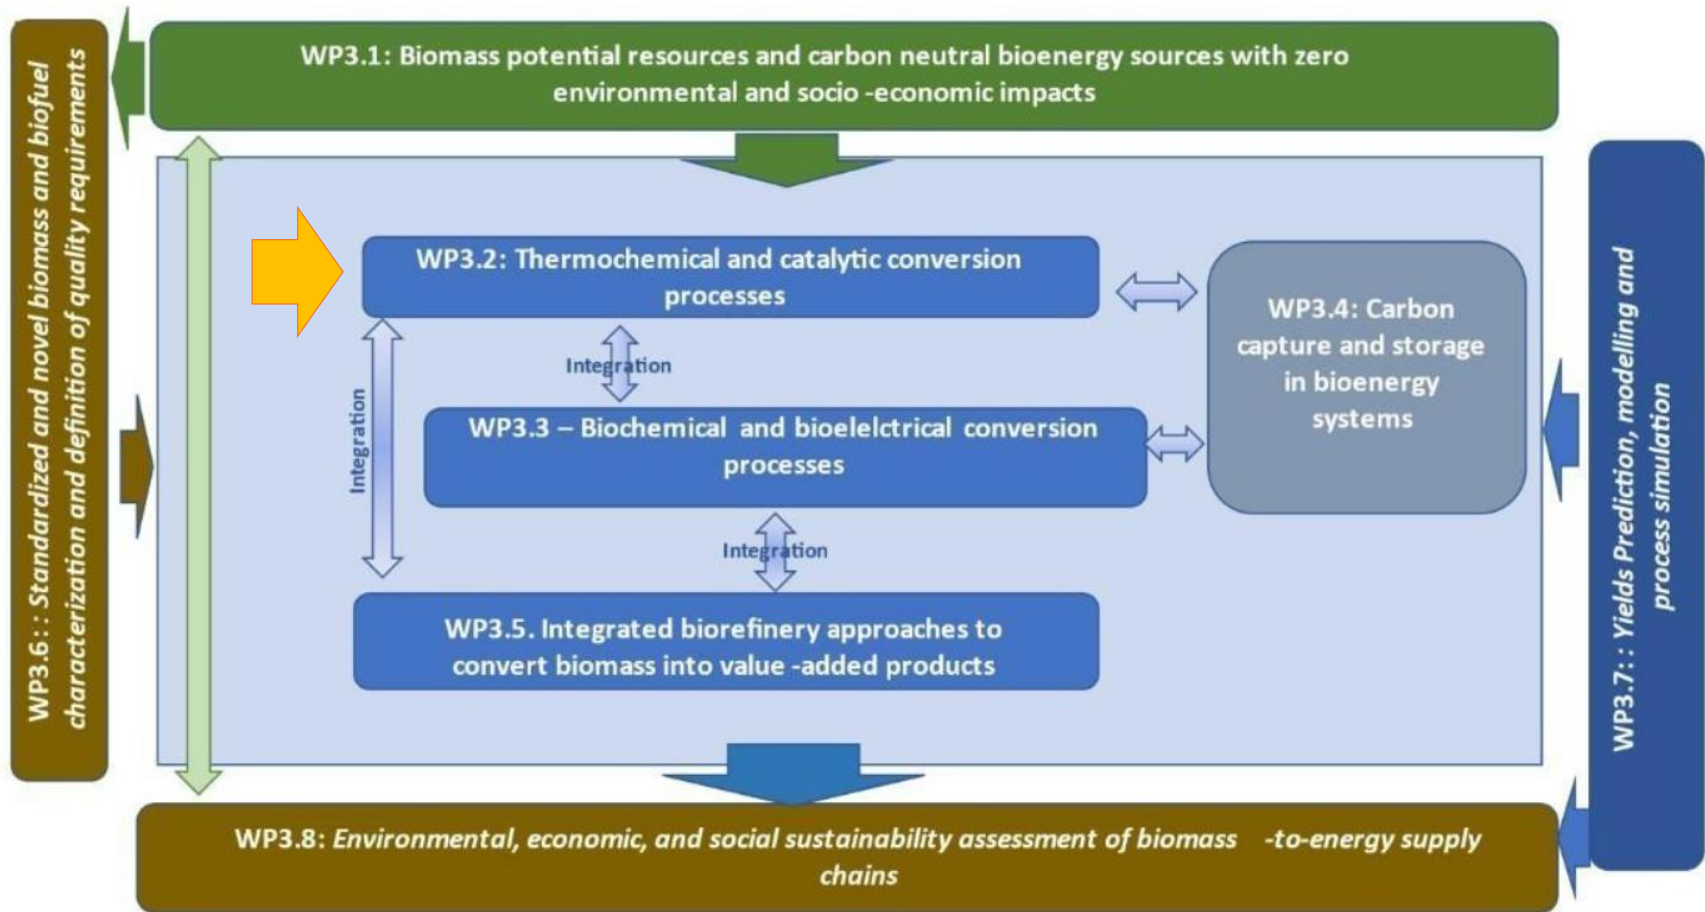 WP3.1: Biomass potential resources and carbon neutral bioenergy sources with zero
environmental and socio -economic impacts
WP3.6: : Standardized and novel biomass and biofuel
characterization and definition of quality requirements
WP3.2: Thermochemical and catalytic conversion
processes
WP3.4: Carbon
capture and storage
in bioenergy
systems
Integration
Integration
WP3.3 – Biochemical and bioelelctrical conversion
processes
Integration
WP3.5. Integrated biorefinery approaches to
convert biomass into value -added products
WP3.7: : Yields Prediction, modelling and
process simulation
WP3.8: Environmental, economic, and social sustainability assessment of biomass -to-energy supply
chains